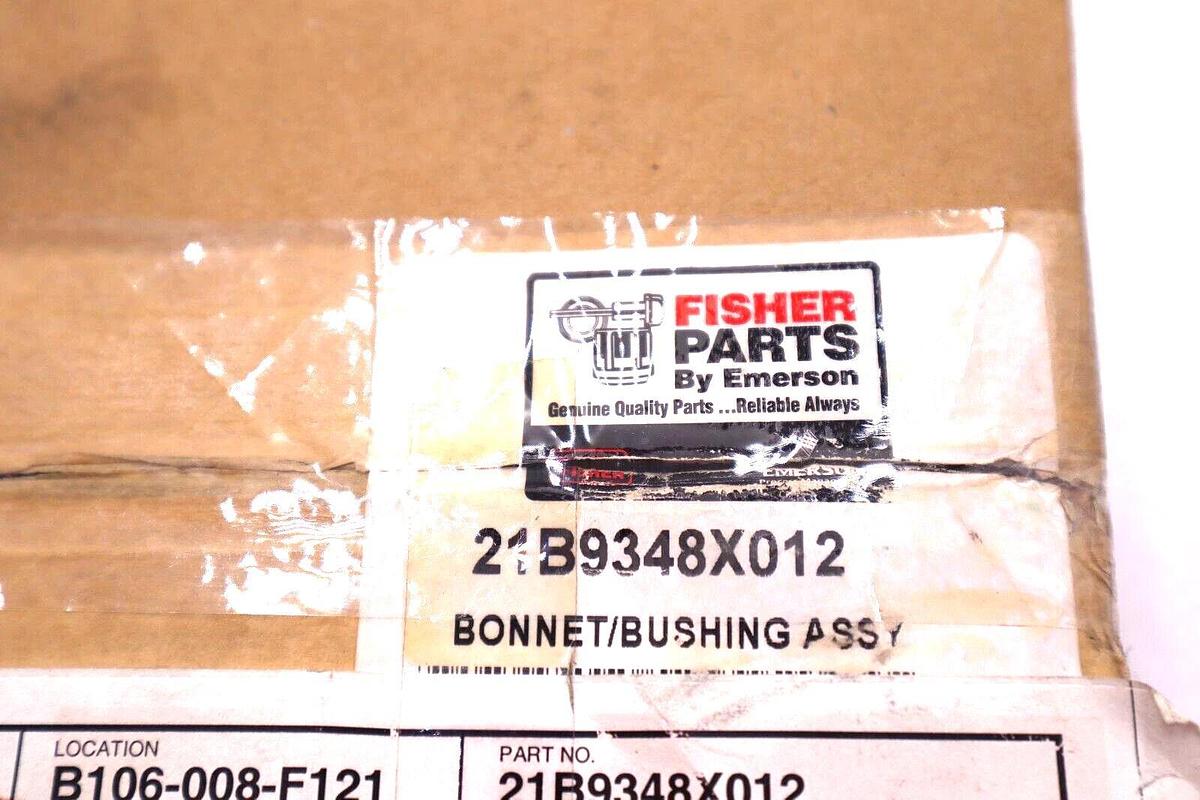 FISHER
PARTS
By Emerson
Genuine Quality Parts ...Reliable Always
21B9348X012
BONNET/BUSHING ASSY
LOCATION
B106-008-F121
PART NO.
21B9348X012